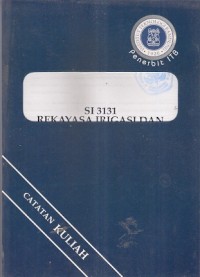 Penerbit ITB
SI 3131
REKAYASA IRIGASI DAN
CATATAN KULIAH